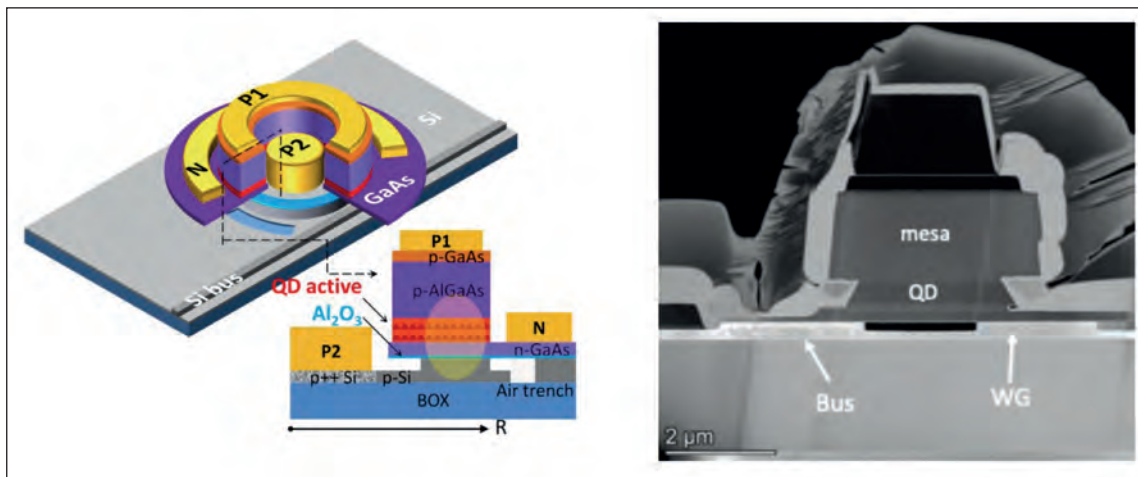 P1
P2
N
Si
GaAs
Si bus
P1
p-GaAs
QD active
p-AlGaAs
Al₂O₃
N
P2
n-GaAs
p++ Si
p-Si
Air trench
BOX
R
mesa
QD
Bus
WG
2 μm